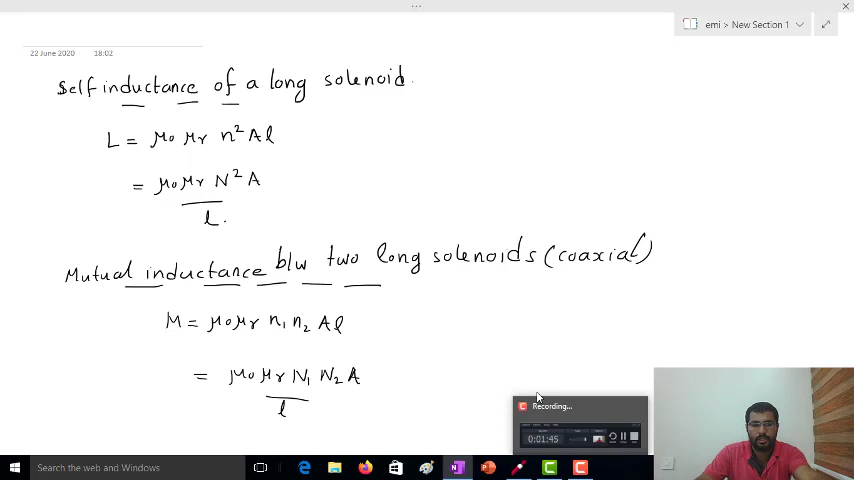 ...
emi > New Section 1
22 June 2020 18:02
Self inductance of a long solenoid.
L = μ₀ μr n² A l
= μ₀ μr N² A
l.
Mutual inductance b/w two long solenoids (coaxial)
M = μ₀ μr n₁ n₂ A l
= μ₀ μr N₁ N₂ A
l
Recording...
0:01:45
Search the web and Windows